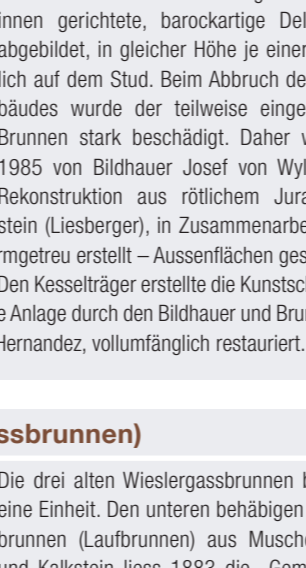 innen gerichtete, barockartige Del
abgebildet, in gleicher Höhe je einer
lich auf dem Stud. Beim Abbruch de
bäudes wurde der teilweise einge
Brunnen stark beschädigt. Daher v
1985 von Bildhauer Josef von Wyl
Rekonstruktion aus rötlichem Jura
stein (Liesberger), in Zusammenarbe
rmgetreu erstellt – Aussenflächen ges
Den Kesselträger erstellte die Kunstsch
e Anlage durch den Bildhauer und Bru
Hernandez, vollumfänglich restauriert.
ssbrunnen)
Die drei alten Wieslergassbrunnen b
eine Einheit. Den unteren behäbigen
brunnen (Laufbrunnen) aus Musche
und Kalkstein liess 1883 die „Gem